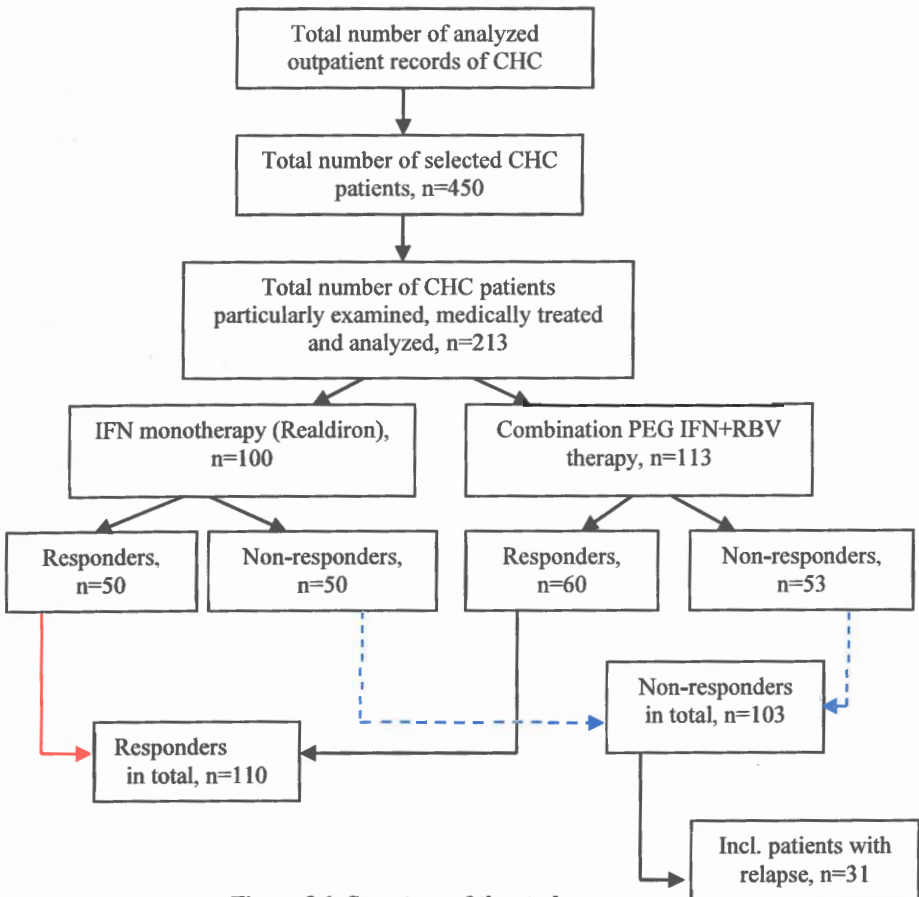 Total number of analyzed
outpatient records of CHC
Total number of selected CHC
patients, n=450
Total number of CHC patients
particularly examined, medically treated
and analyzed, n=213
IFN monotherapy (Realdiron),
n=100
Combination PEG IFN+RBV
therapy, n=113
Responders,
n=50
Non-responders,
n=50
Responders,
n=60
Non-responders,
n=53
Non-responders
in total, n=103
Responders
in total, n=110
Incl. patients with
relapse, n=31